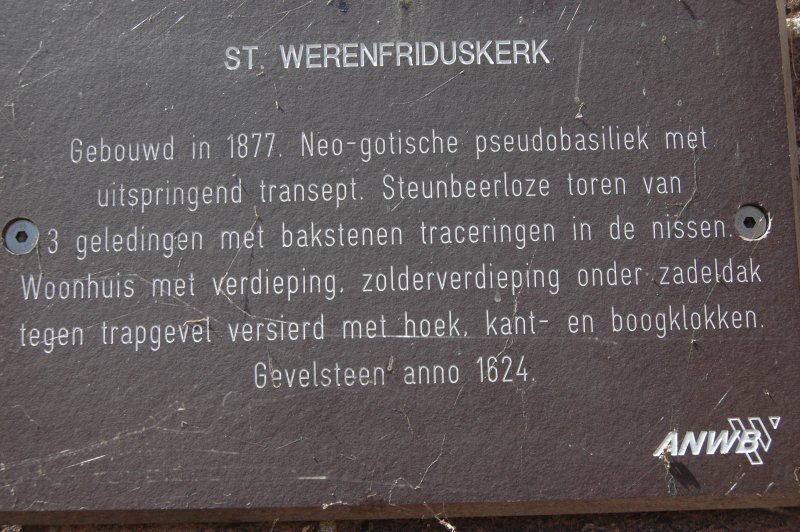 ST. WERENFRIDUSKERK
Gebouwd in 1877. Neo-gotische pseudobasiliek met
uitspringend transept. Steunbeerloze toren van
3 geledingen met bakstenen traceringen in de nissen.
Woonhuis met verdieping, zolderverdieping onder zadeldak
tegen trapgevel versierd met hoek, kant- en boogklokken.
Gevelsteen anno 1624.
ANWB